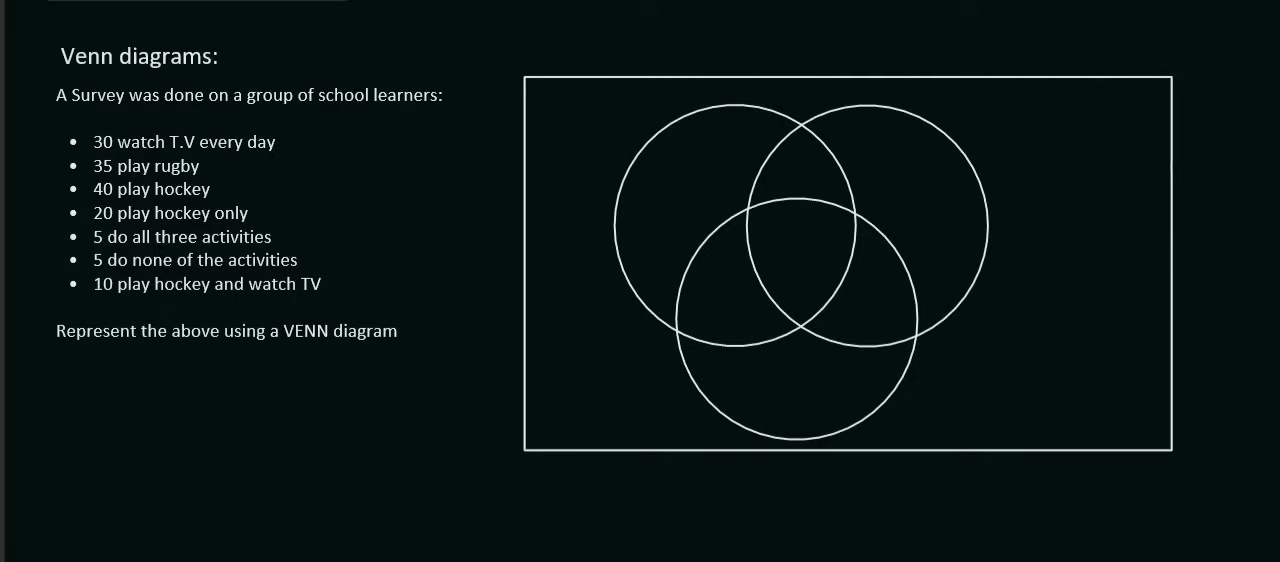 Venn diagrams:
A Survey was done on a group of school learners:
• 30 watch T.V every day
• 35 play rugby
• 40 play hockey
• 20 play hockey only
• 5 do all three activities
• 5 do none of the activities
• 10 play hockey and watch TV
Represent the above using a VENN diagram